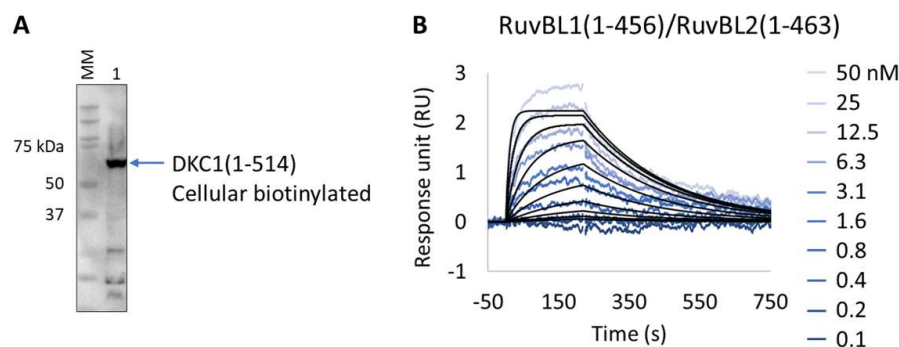 A
MM
1
75 kDa
50
37
DKC1(1-514)
Cellular biotinylated
B
RuvBL1(1-456)/RuvBL2(1-463)
Response unit (RU)
3
2
1
0
-1
-50 150 350 550 750
Time (s)
50 nM
25
12.5
6.3
3.1
1.6
0.8
0.4
0.2
0.1